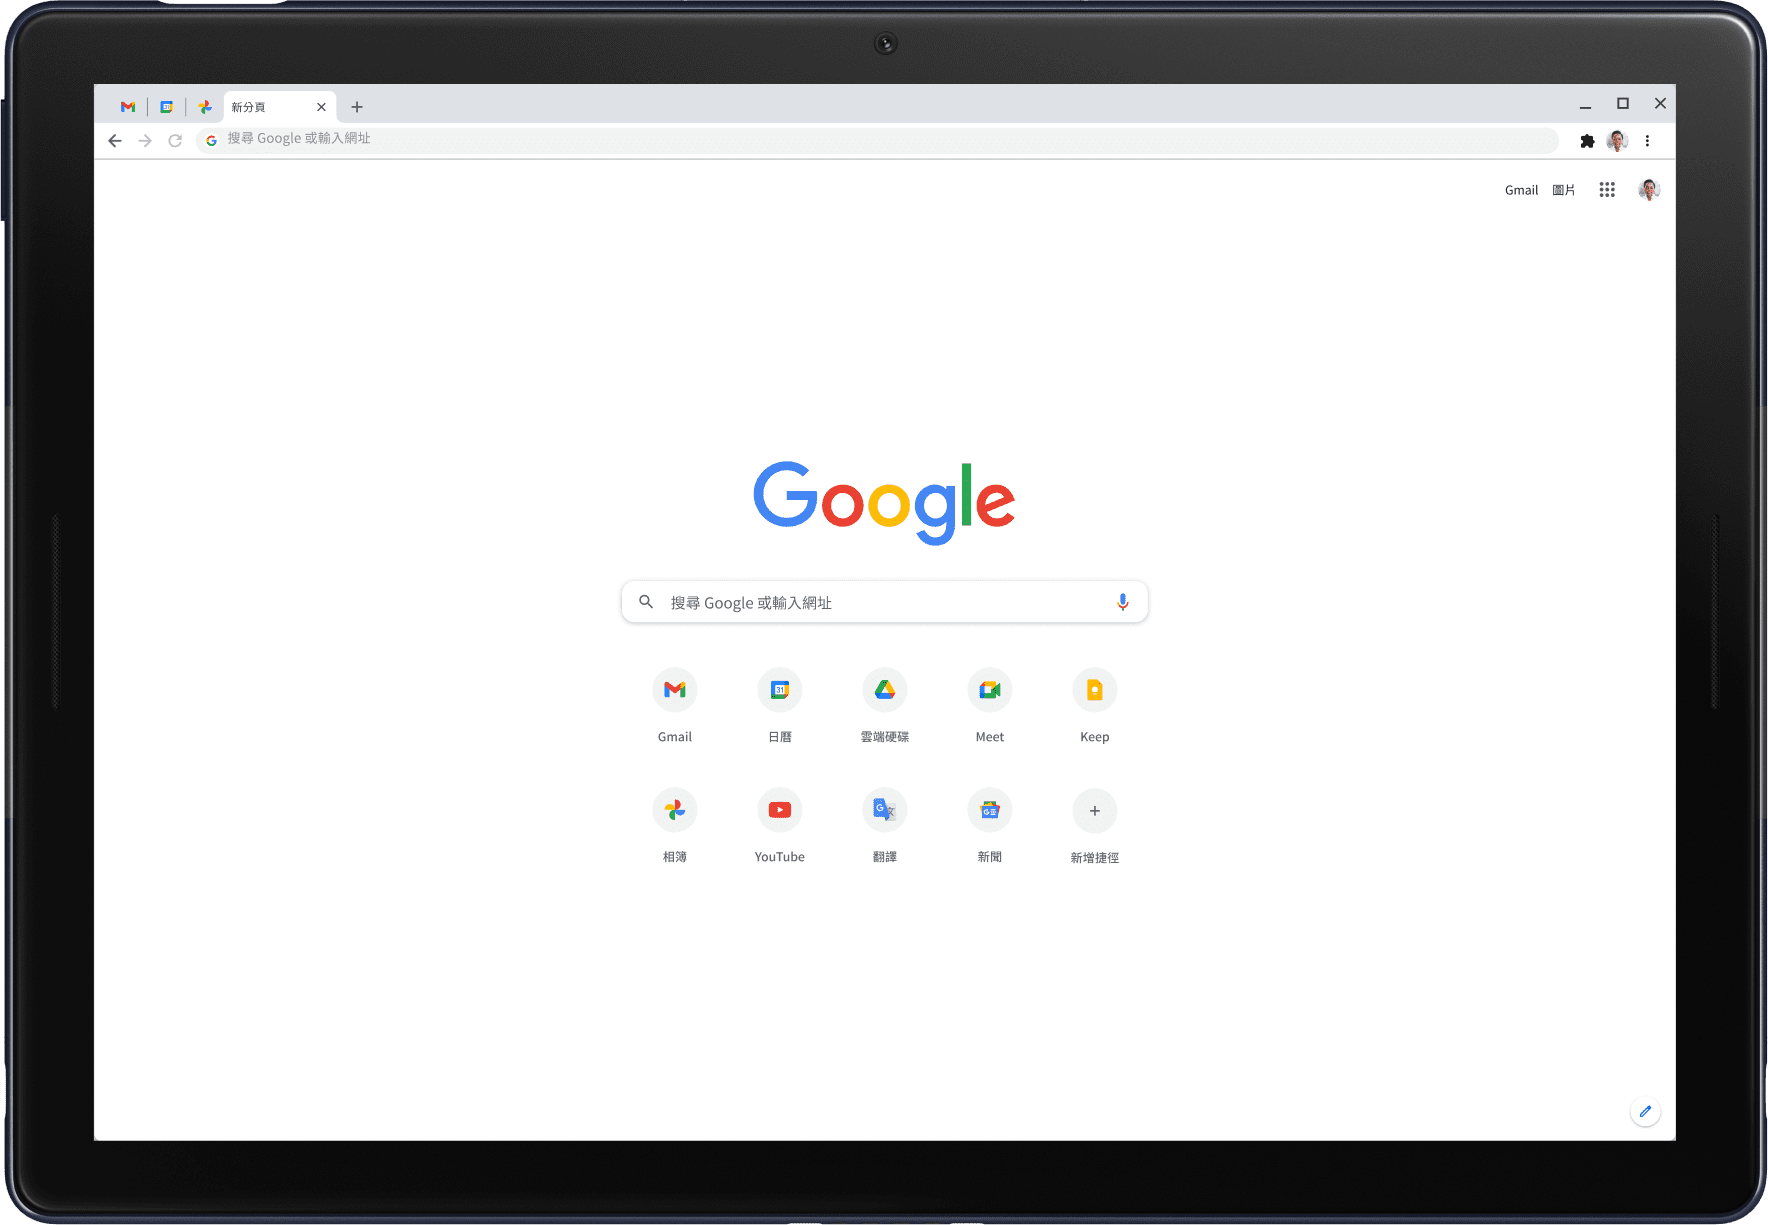 新分頁
搜尋 Google 或輸入網址
Gmail 圖片
Google
搜尋 Google 或輸入網址
Gmail 日曆 雲端硬碟 Meet Keep
相簿 YouTube 翻譯 新聞 新增捷徑